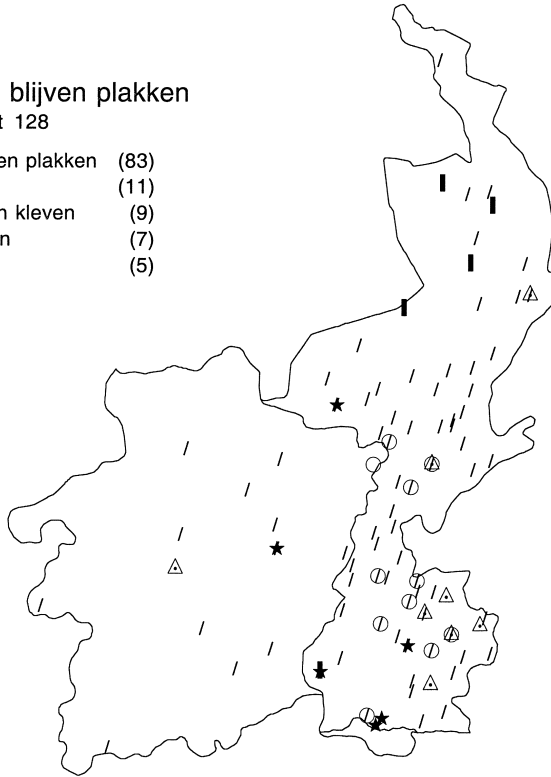 blijven plakken
t 128
en plakken (83)
(11)
n kleven (9)
n (7)
(5)